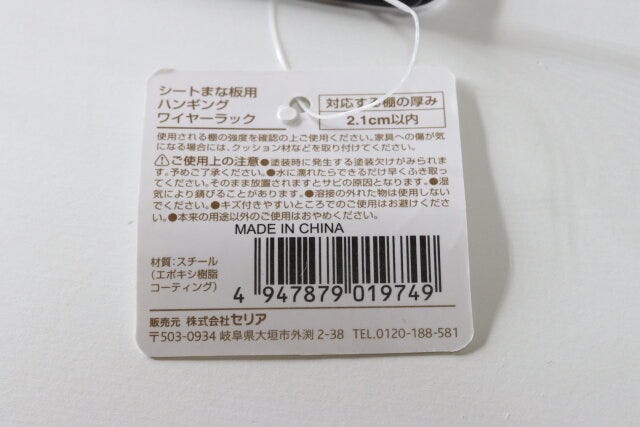 シートまな板用
ハンギング
ワイヤーラック
対応する棚の厚み
2.1cm以内
使用される棚の強度を確認の上ご使用ください。家具への傷が気
になる場合には、クッション材などを取り付けてください。
⚠ご使用上の注意●塗装時に発生する塗装欠けがみられま
す。予めご了承ください。●水に濡れたらできるだけ早くふき取っ
てください。そのまま放置されますとサビの原因となります。●湿
気により錆びることがあります。●溶接の外れた物は使用しない
でください。●キズ付きやすいところでのご使用はお避けくださ
い。●本来の用途以外のご使用はおやめください。
MADE IN CHINA
材質：スチール
（エポキシ樹脂
コーティング）
4 947879 019749
販売元 株式会社セリア
〒503-0934 岐阜県大垣市外渕 2-38 TEL.0120-188-581